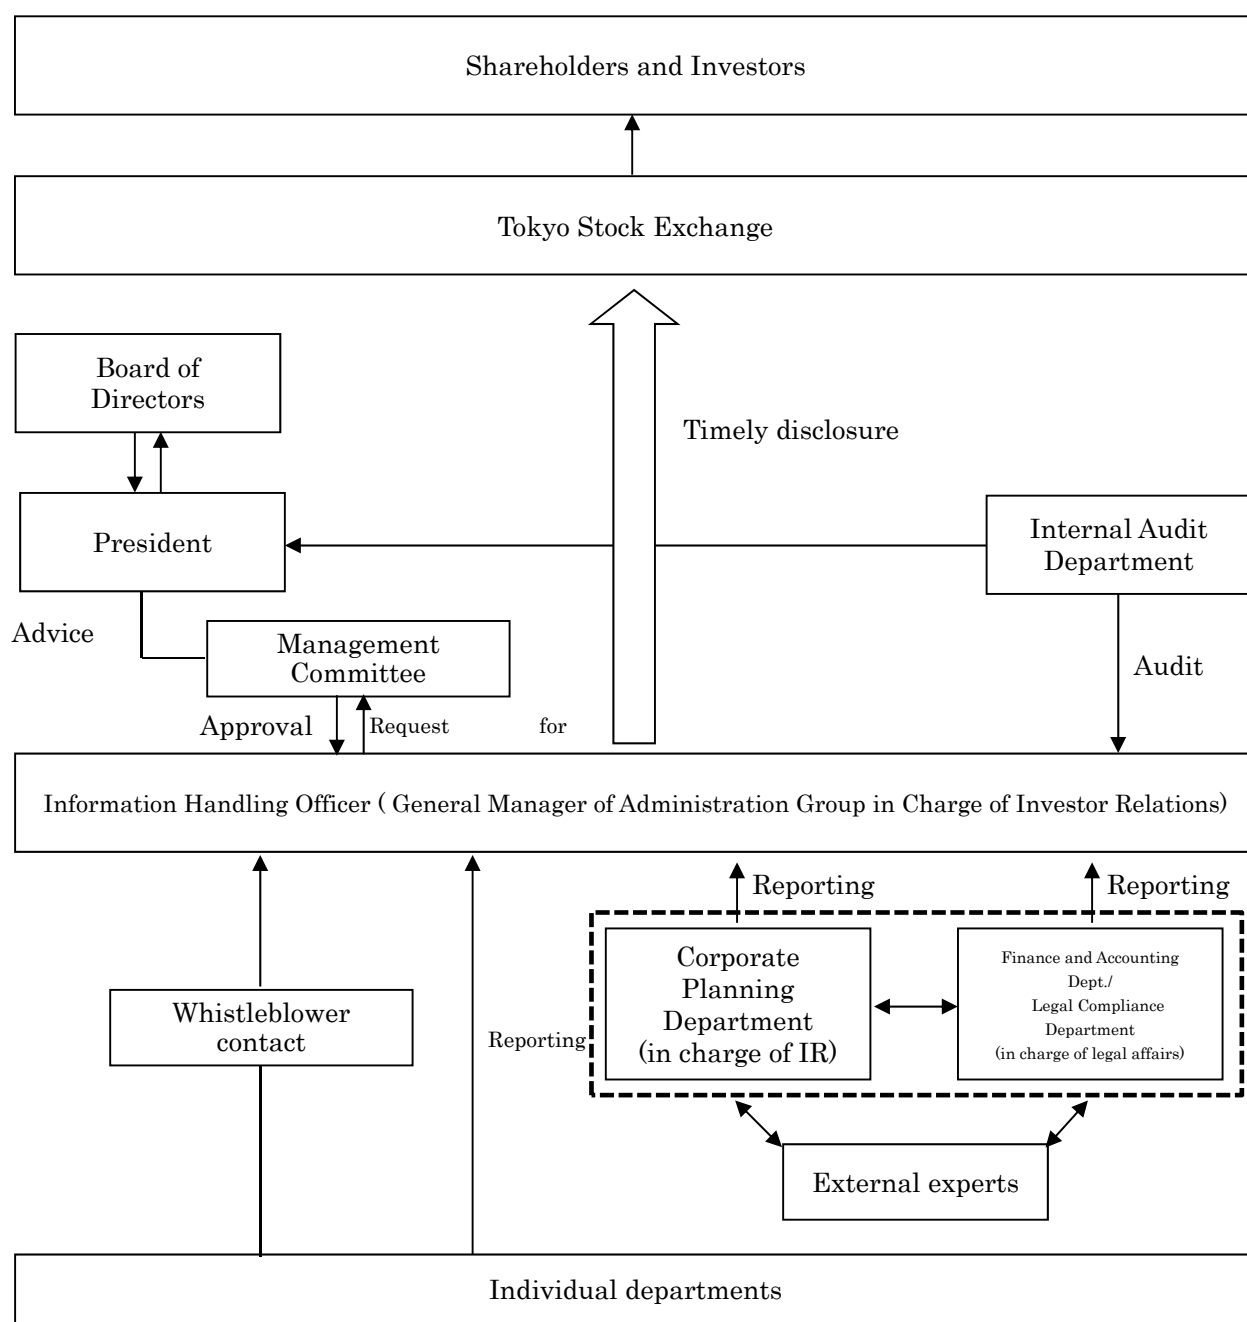 Shareholders and Investors
Tokyo Stock Exchange
Board of
Directors
Timely disclosure
President
Internal Audit
Department
Advice
Management
Committee
Audit
Approval
Request for
Information Handling Officer ( General Manager of Administration Group in Charge of Investor Relations)
Reporting
Reporting
Corporate
Planning
Department
(in charge of IR)
Finance and Accounting
Dept./
Legal Compliance
Department
(in charge of legal affairs)
Whistleblower
contact
Reporting
External experts
Individual departments